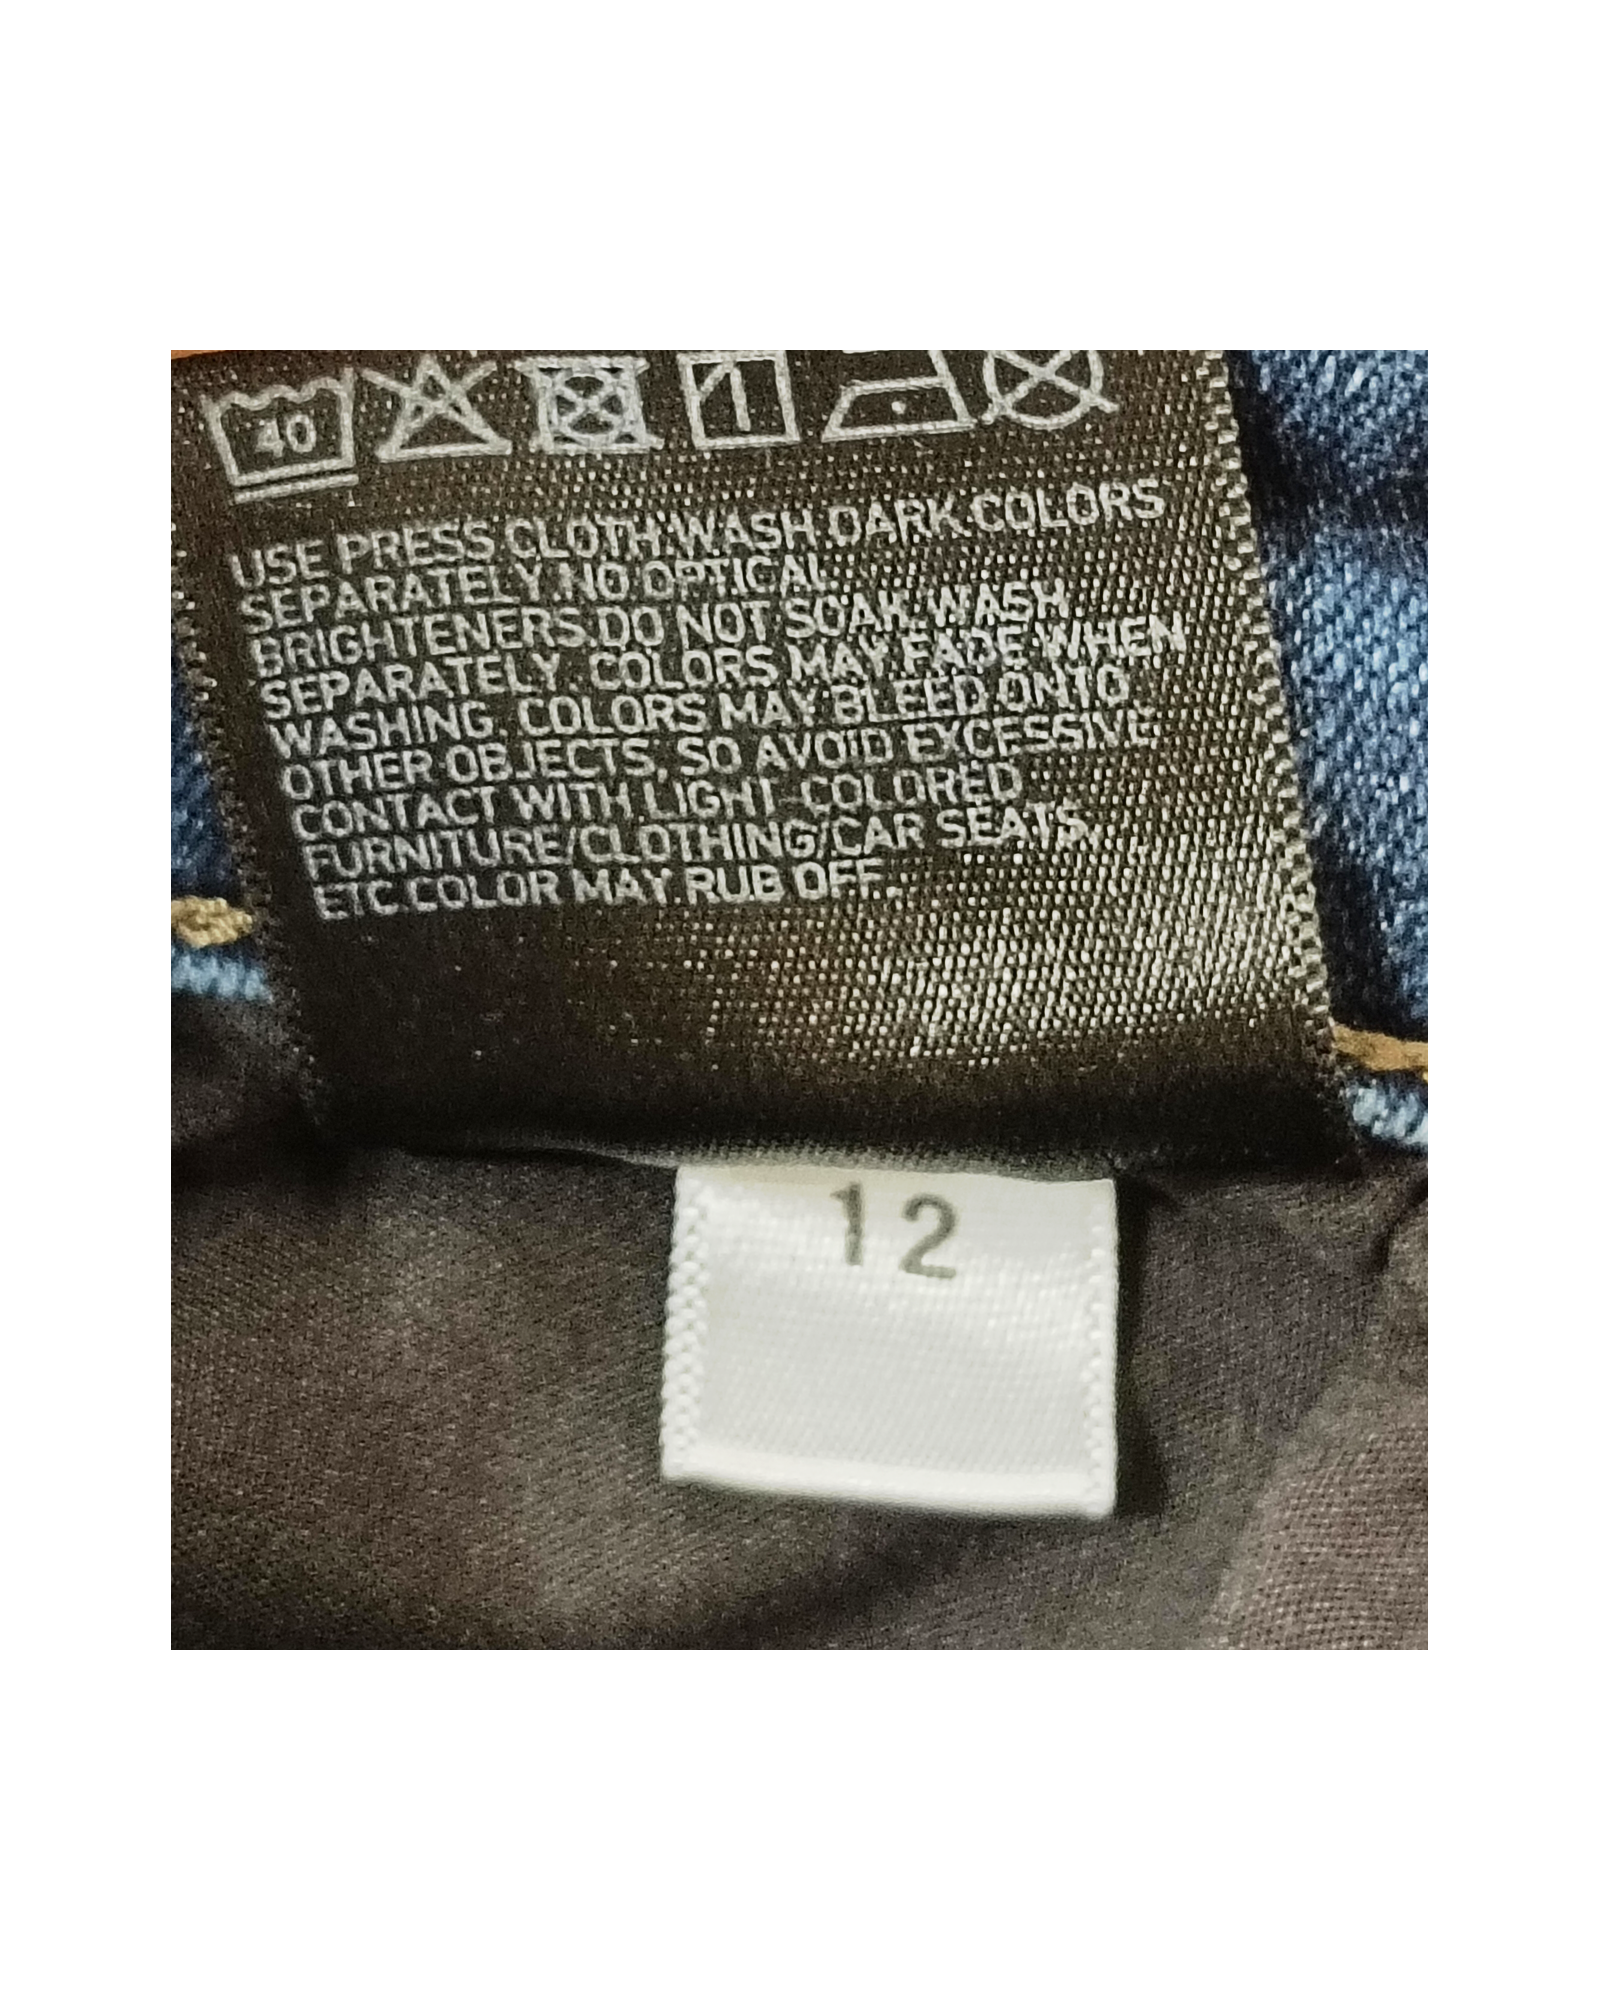 40
USE PRESS CLOTH.WASH DARK COLORS
SEPARATELY.NO OPTICAL
BRIGHTENERS.DO NOT SOAK.WASH
SEPARATELY. COLORS MAY FADE WHEN
WASHING. COLORS MAY BLEED ONTO
OTHER OBJECTS, SO AVOID EXCESSIVE
CONTACT WITH LIGHT-COLORED
FURNITURE/CLOTHING/CAR SEATS,
ETC.COLOR MAY RUB OFF.
12